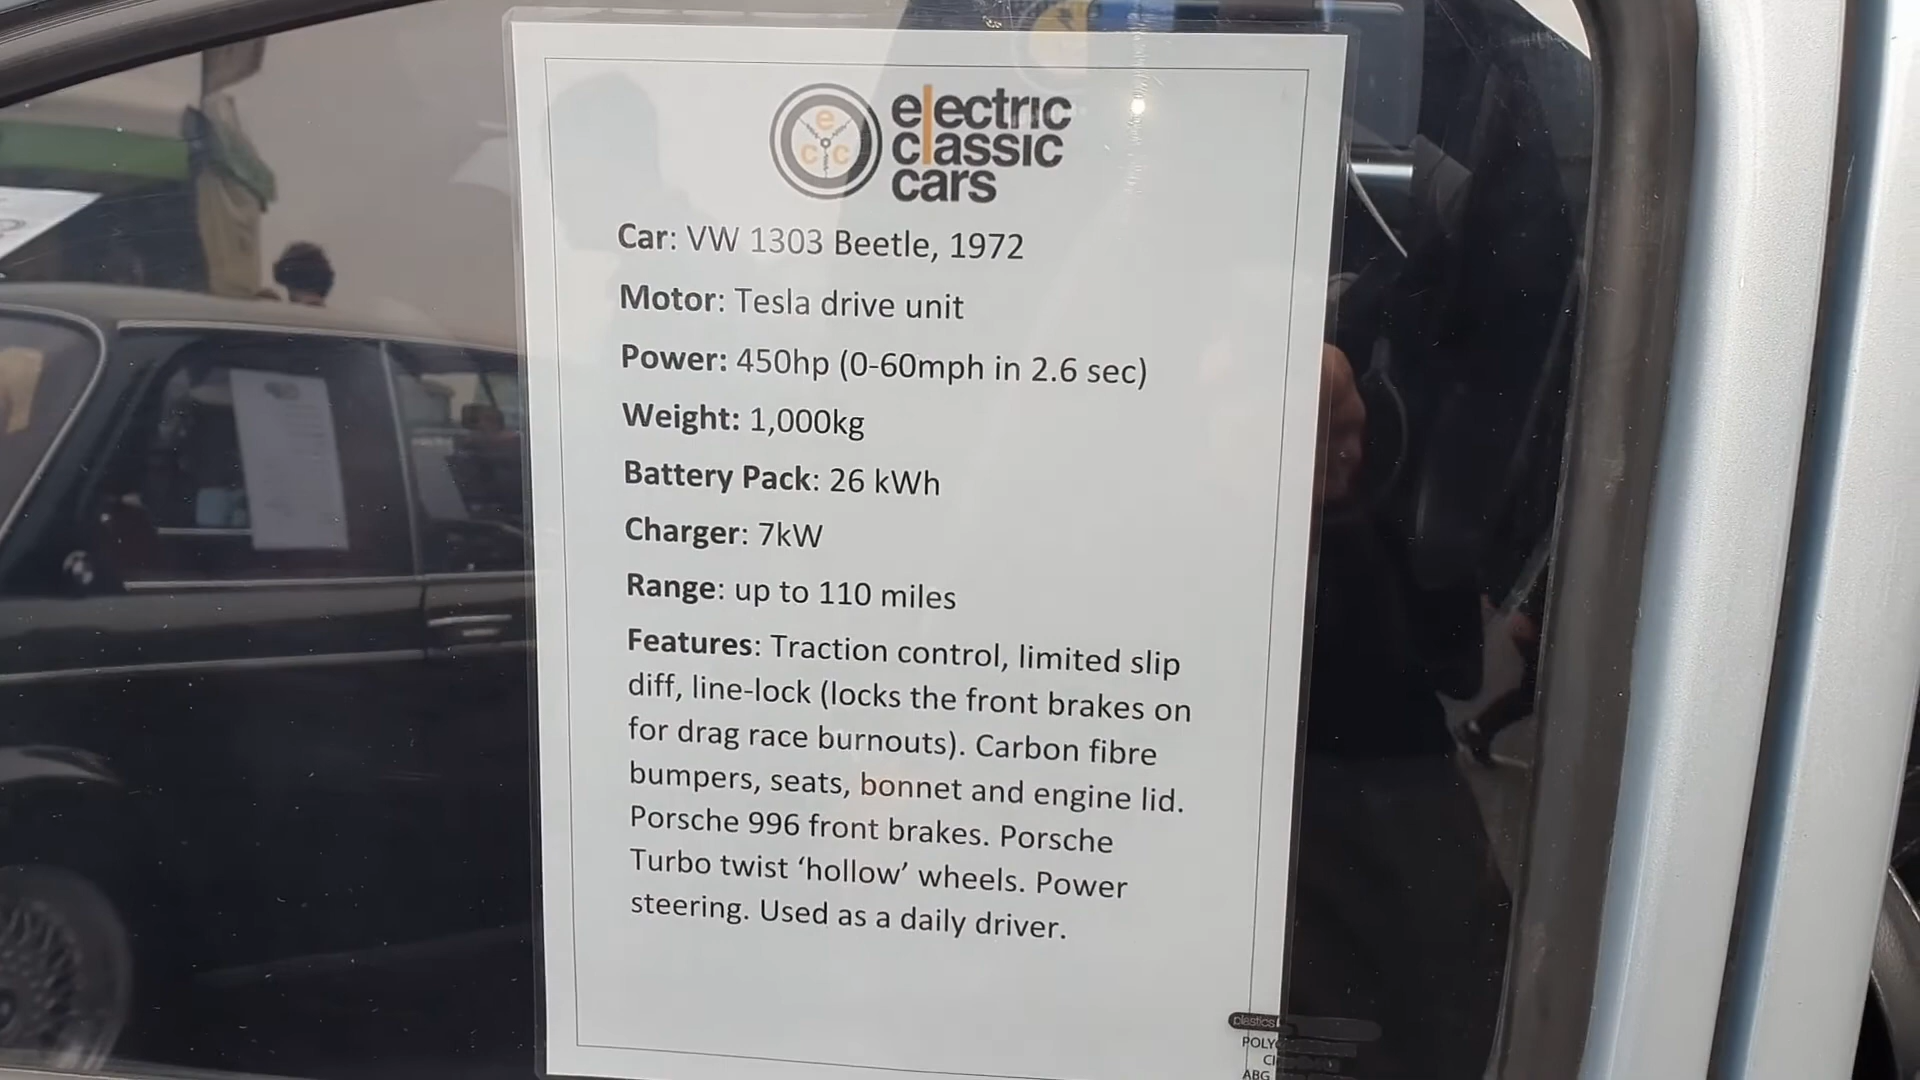 e
c c
electric
classic
cars
Car: VW 1303 Beetle, 1972
Motor: Tesla drive unit
Power: 450hp (0-60mph in 2.6 sec)
Weight: 1,000kg
Battery Pack: 26 kWh
Charger: 7kW
Range: up to 110 miles
Features: Traction control, limited slip
diff, line-lock (locks the front brakes on
for drag race burnouts). Carbon fibre
bumpers, seats, bonnet and engine lid.
Porsche 996 front brakes. Porsche
Turbo twist ‘hollow’ wheels. Power
steering. Used as a daily driver.
plastics
ABG